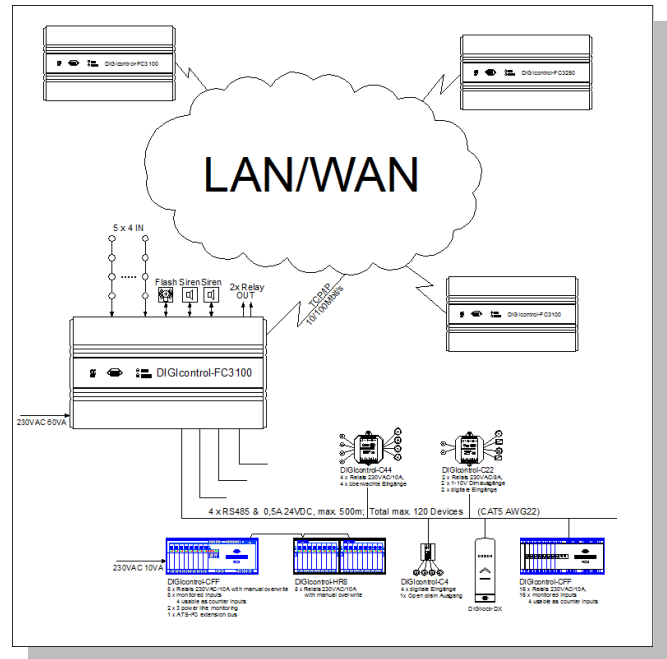 DIGIcontrol-FC3100
DIGIcontrol-FC3250
LAN/WAN
5 x 4 IN
Flash Siren Siren
2x Relay
OUT
TCP/IP
10/100Mbit/s
DIGIcontrol-FC3100
DIGIcontrol-FC3100
230VAC 60VA
DIGIcontrol-C44
4 x Relais 230VAC/10A,
4 x überwachte Eingänge
DIGIcontrol-C22
2 x Relais 230VAC/8A,
2 x 1-10V Dimausgänge
2 x digitale Eingänge
4 x RS485 & 0,5A 24VDC, max. 500m; Total max. 120 Devices (CAT5 AWG22)
230VAC 10VA
DIGIcontrol-CFF
8 x Relais 230VAC/10A with manual overwrite
8 x monitored inputs
4 usable as counter inputs
2 x 3 power line monitoring
1 x ATS-PC extension bus
DIGIcontrol-HR8
8 x Relais 230VAC/10A
with manual overwrite
DIGIcontrol-C4
4 x digitale Eingänge
1x Open drain Ausgang
DIGIlock-DX
DIGIcontrol-CFF
16 x Relais 230VAC/10A,
16 x monitored inputs
4 usable as counter inputs